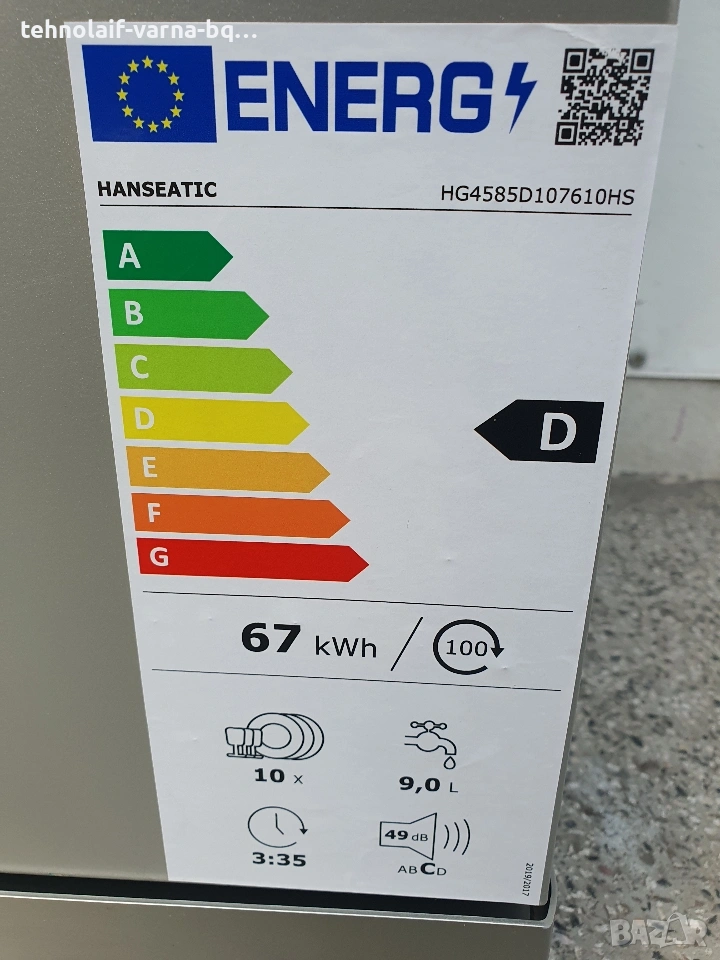 tehnolaif-varna-bq...
ENERG
HANSEATIC HG4585D107610HS
A
B
C
D
D
E
F
G
67 kWh / 100
10 x
9,0 L
3:35
49 dB
ABCD
2019/2017
BAZAR